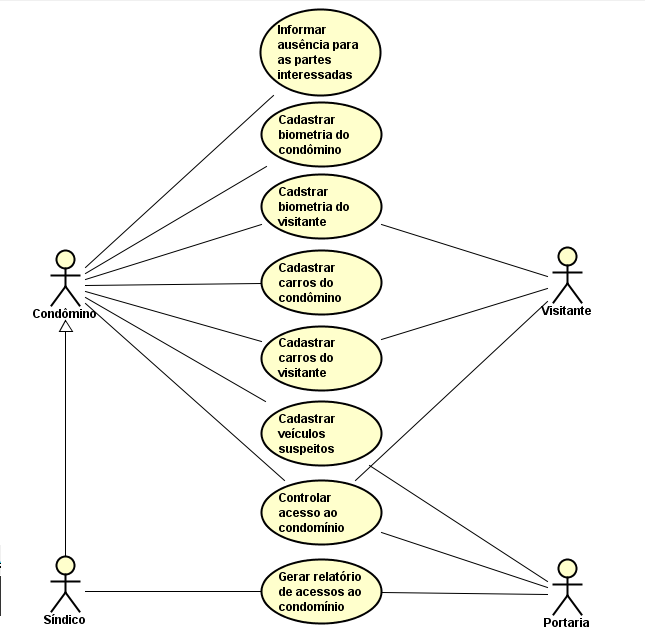 Informar
ausência para
as partes
interessadas
Cadastrar
biometria do
condômino
Cadstrar
biometria do
visitante
Cadastrar
carros do
condômino
Condômino
Visitante
Cadastrar
carros do
visitante
Cadastrar
veículos
suspeitos
Controlar
acesso ao
condomínio
Gerar relatório
de acessos ao
condomínio
Síndico
Portaria